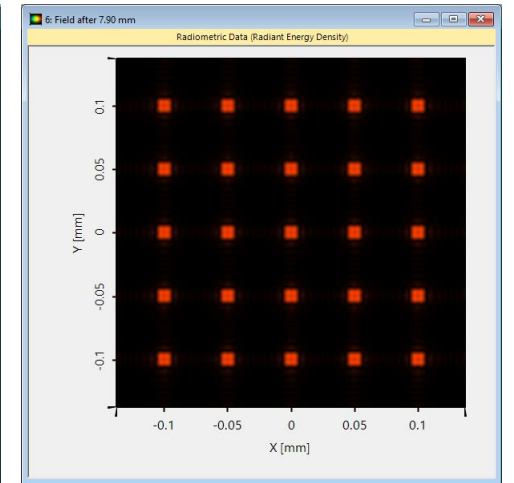 6: Field after 7.90 mm
Radiometric Data (Radiant Energy Density)
0.1
0.05
0
-0.05
-0.1
Y [mm]
-0.1 -0.05 0 0.05 0.1
X [mm]